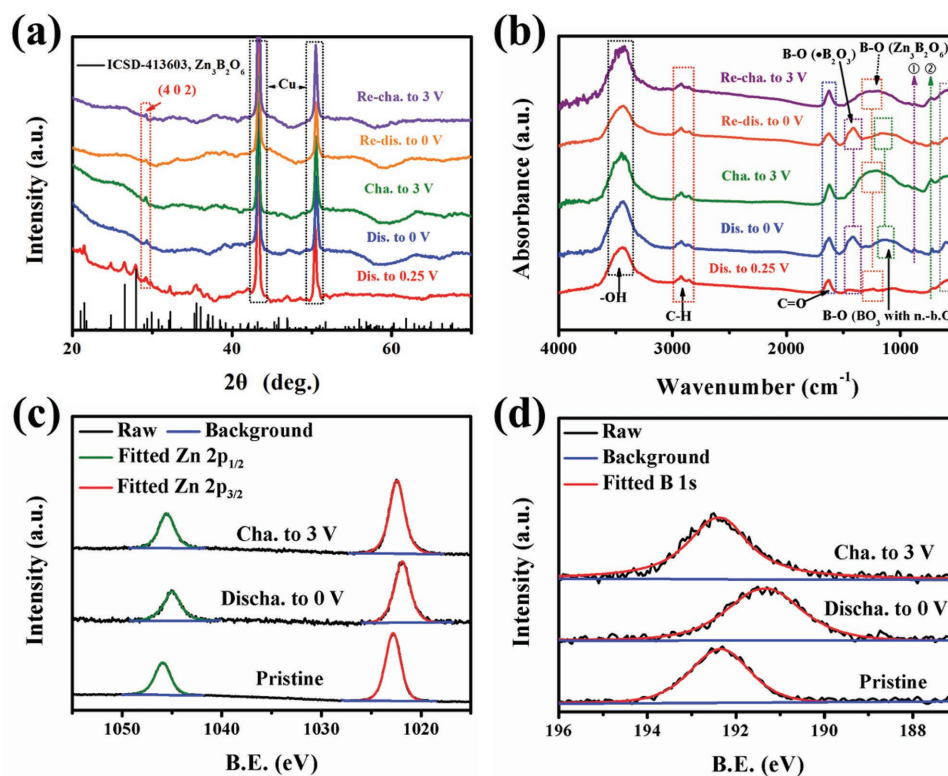 (a)
ICSD-413603, Zn₃B₂O₆
(4 0 2)
Cu
Re-cha. to 3 V
Re-dis. to 0 V
Cha. to 3 V
Dis. to 0 V
Dis. to 0.25 V
Intensity (a.u.)
20 40 60
2θ (deg.)
(b)
B-O (Zn₃B₂O₆)
B-O (•B₂O₃)
① ②
Re-cha. to 3 V
Re-dis. to 0 V
Cha. to 3 V
Dis. to 0 V
Dis. to 0.25 V
-OH
C-H
C=O
B-O (BO₃ with n.-b.O
Absorbance (a.u.)
4000 3000 2000 1000
Wavenumber (cm⁻¹)
(c)
Raw Background
Fitted Zn 2p₁/₂
Fitted Zn 2p₃/₂
Cha. to 3 V
Discha. to 0 V
Pristine
Intensity (a.u.)
1050 1040 1030 1020
B.E. (eV)
(d)
Raw
Background
Fitted B 1s
Cha. to 3 V
Discha. to 0 V
Pristine
Intensity (a.u.)
196 194 192 190 188
B.E. (eV)